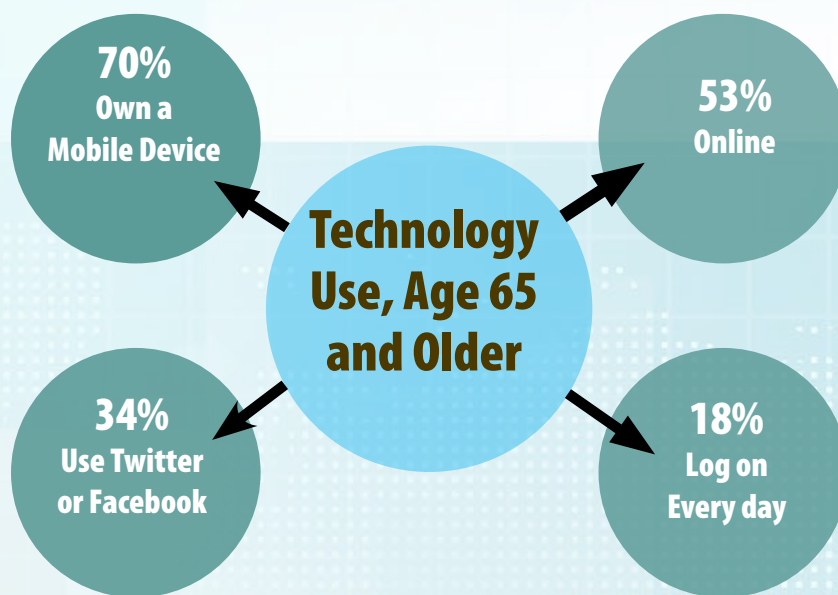 70%
Own a
Mobile Device
53%
Online
Technology
Use, Age 65
and Older
34%
Use Twitter
or Facebook
18%
Log on
Every day